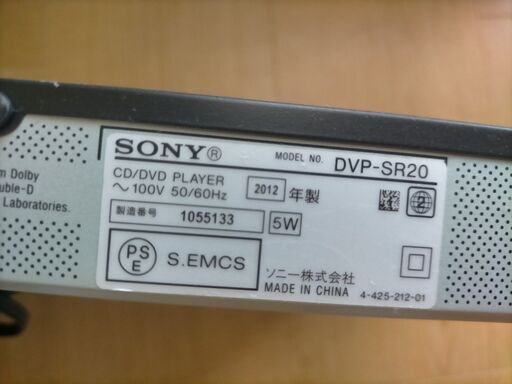 m Dolby
uble-D
Laboratories.
SONY®
MODEL NO. DVP-SR20
CD/DVD PLAYER
~100V 50/60Hz
2012 年製
2
製造番号 1055133
5W
PS
E
S.EMCS
ソニー株式会社
MADE IN CHINA
4-425-212-01